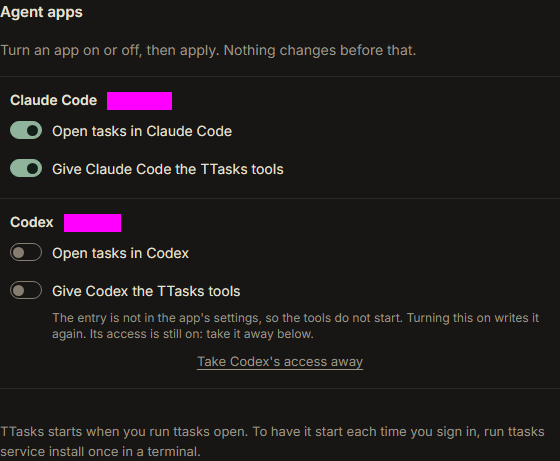 Agent apps
Turn an app on or off, then apply. Nothing changes before that.
Claude Code
Open tasks in Claude Code
Give Claude Code the TTasks tools
Codex
Open tasks in Codex
Give Codex the TTasks tools
The entry is not in the app's settings, so the tools do not start. Turning this on writes it
again. Its access is still on: take it away below.
Take Codex's access away
TTasks starts when you run ttasks open. To have it start each time you sign in, run ttasks
service install once in a terminal.